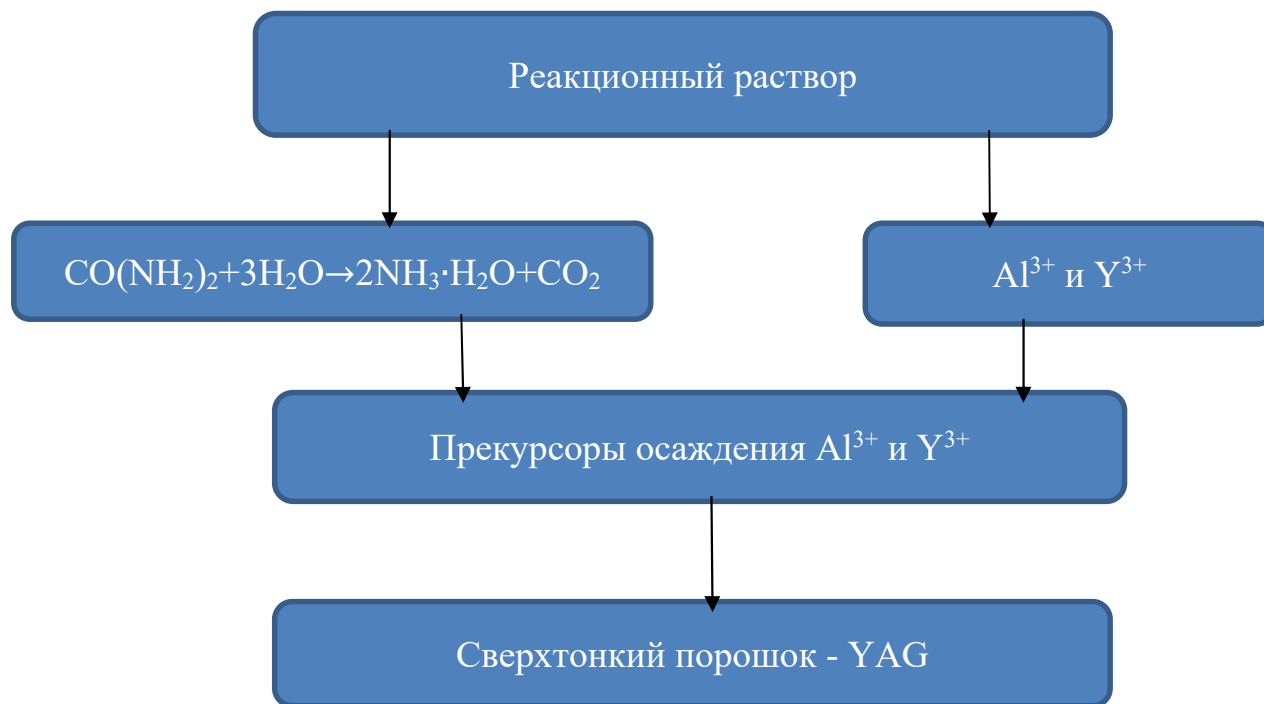 Реакционный раствор
CO(NH₂)₂+3H₂O→2NH₃·H₂O+CO₂
Al³⁺ и Y³⁺
Прекурсоры осаждения Al³⁺ и Y³⁺
Сверхтонкий порошок - YAG